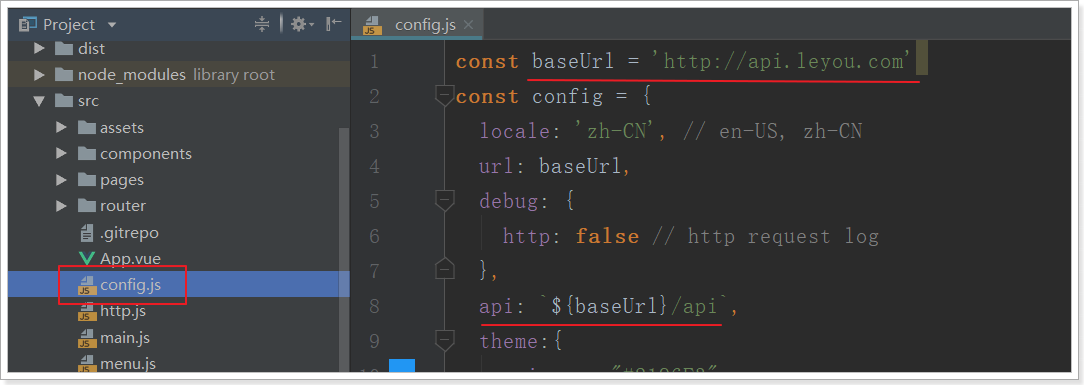 Project
dist
node_modules library root
src
assets
components
pages
router
.gitrepo
App.vue
config.js
http.js
main.js
menu.js
config.js
1 const baseUrl = 'http://api.leyou.com'
2 const config = {
3 locale: 'zh-CN', // en-US, zh-CN
4 url: baseUrl,
5 debug: {
6 http: false // http request log
7 },
8 api: `${baseUrl}/api`,
9 theme:{